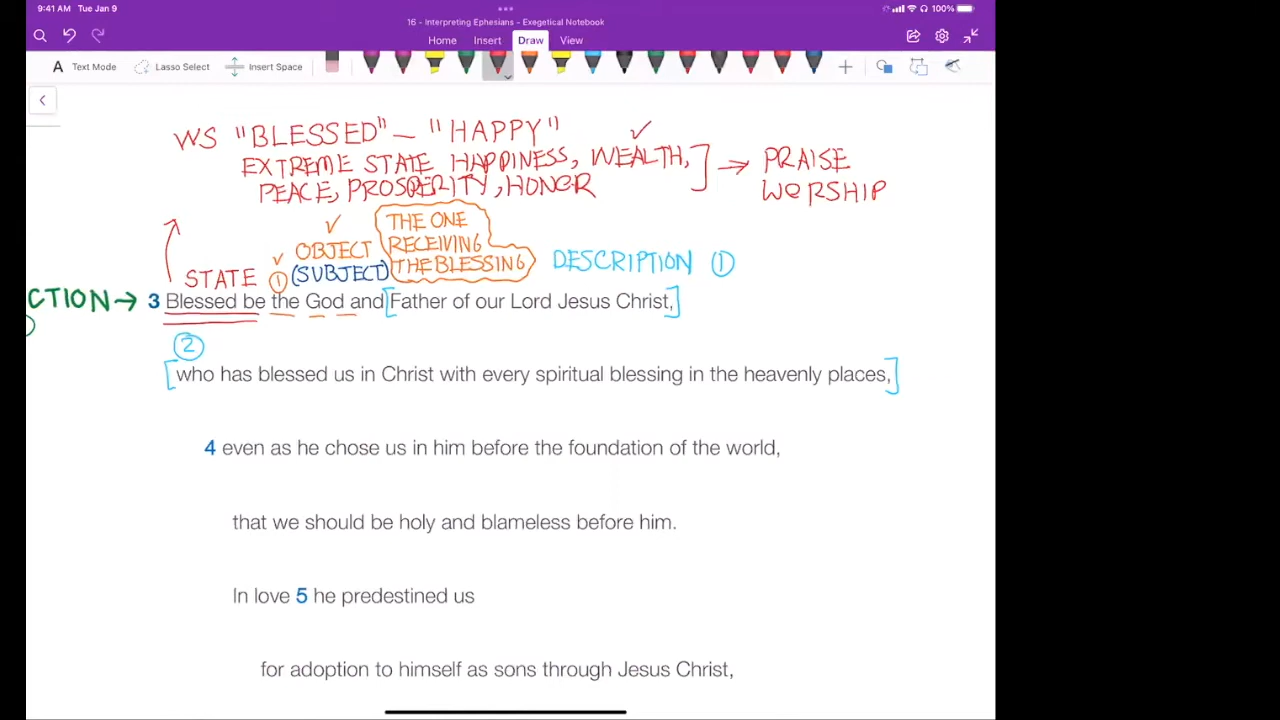 9:41 AM Tue Jan 9
100%
16 - Interpreting Ephesians - Exegetical Notebook
Home Insert Draw View
A Text Mode Lasso Select Insert Space
WS "BLESSED" — "HAPPY"
EXTREME STATE HAPPINESS, WEALTH,
PEACE, PROSPERITY, HONOR
→ PRAISE
WORSHIP
THE ONE
RECEIVING
THE BLESSING
OBJECT
STATE ① (SUBJECT)
DESCRIPTION ①
CTION → 3 Blessed be the God and [Father of our Lord Jesus Christ,]
②
[who has blessed us in Christ with every spiritual blessing in the heavenly places,]
4 even as he chose us in him before the foundation of the world,
that we should be holy and blameless before him.
In love 5 he predestined us
for adoption to himself as sons through Jesus Christ,